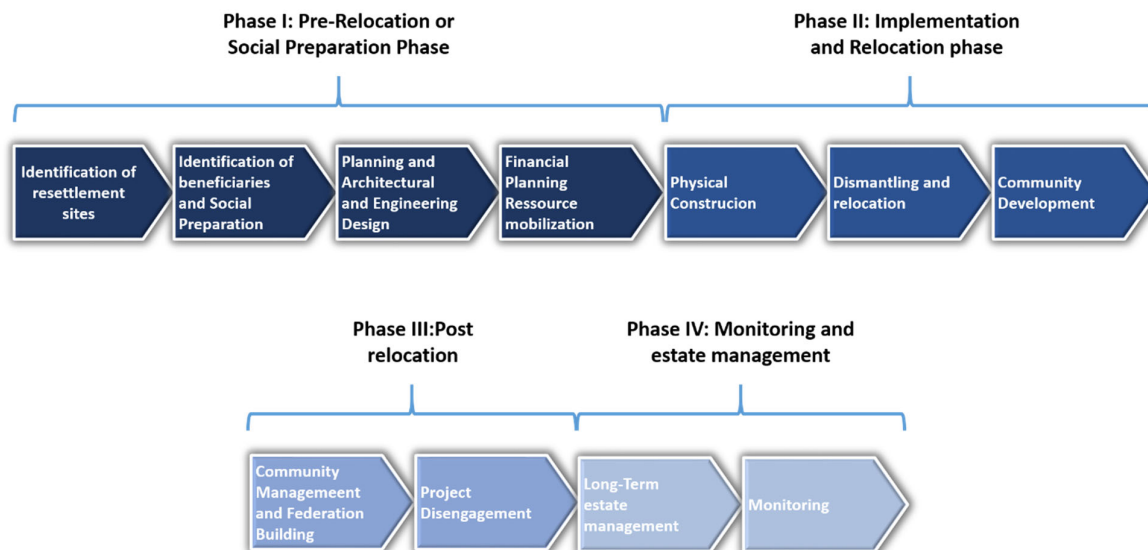 Phase I: Pre-Relocation or
Social Preparation Phase
Phase II: Implementation
and Relocation phase
Identification of
resettlement
sites
Identification of
beneficiaries
and Social
Preparation
Planning and
Architectural
and Engineering
Design
Financial
Planning
Ressource
mobilization
Physical
Construcion
Dismantling and
relocation
Community
Development
Phase III:Post
relocation
Phase IV: Monitoring and
estate management
Community
Managemeent
and Federation
Building
Project
Disengagement
Long-Term
estate
management
Monitoring